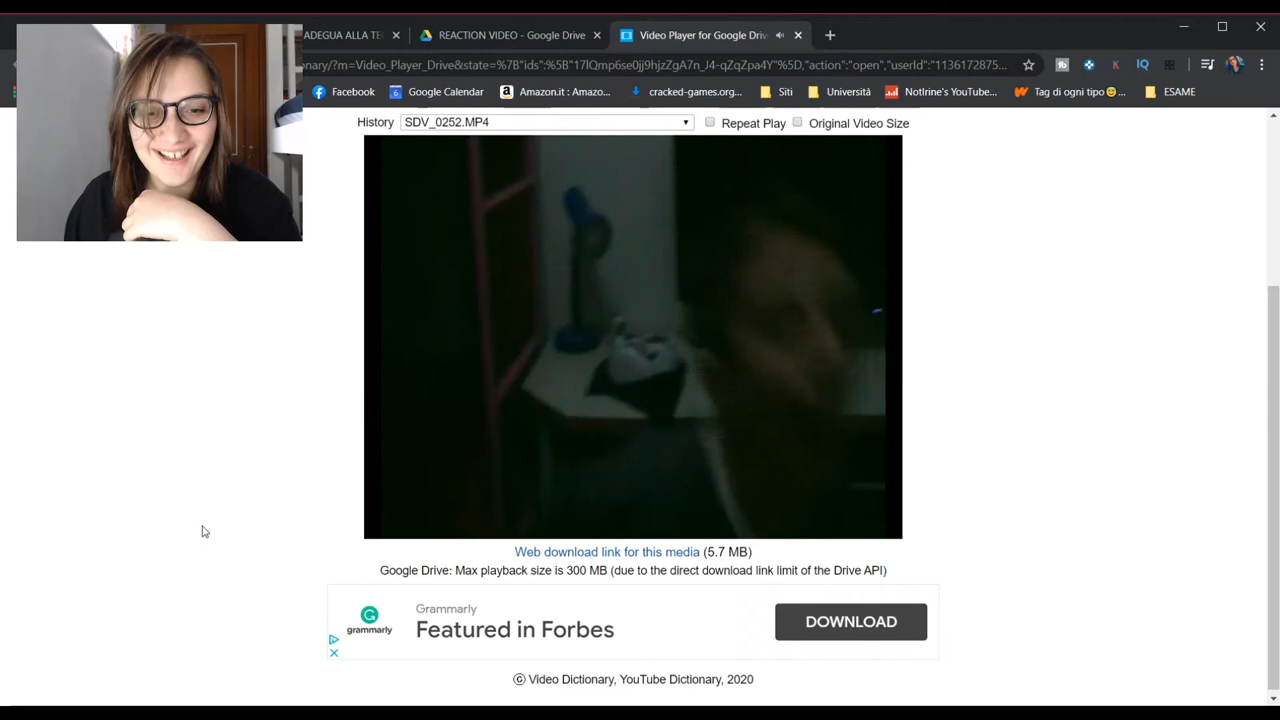 ADEGUA ALLA TE
REACTION VIDEO - Google Drive
Video Player for Google Driv
onary/?m=Video_Player_Drive&state=%7B"ids":%5B"17lQmp6se0jj9hjzZgA7n_J4-qZqZpa4Y"%5D,"action":"open","userId":"1136172875...
Facebook
Google Calendar
Amazon.it : Amazo...
cracked-games.org...
Siti
Università
NottrIne's YouTube...
Tag di ogni tipo😅...
ESAME
History SDV_0252.MP4 Repeat Play Original Video Size
Web download link for this media (5.7 MB)
Google Drive: Max playback size is 300 MB (due to the direct download link limit of the Drive API)
Grammarly
grammarly
Featured in Forbes
DOWNLOAD
Ⓖ Video Dictionary, YouTube Dictionary, 2020